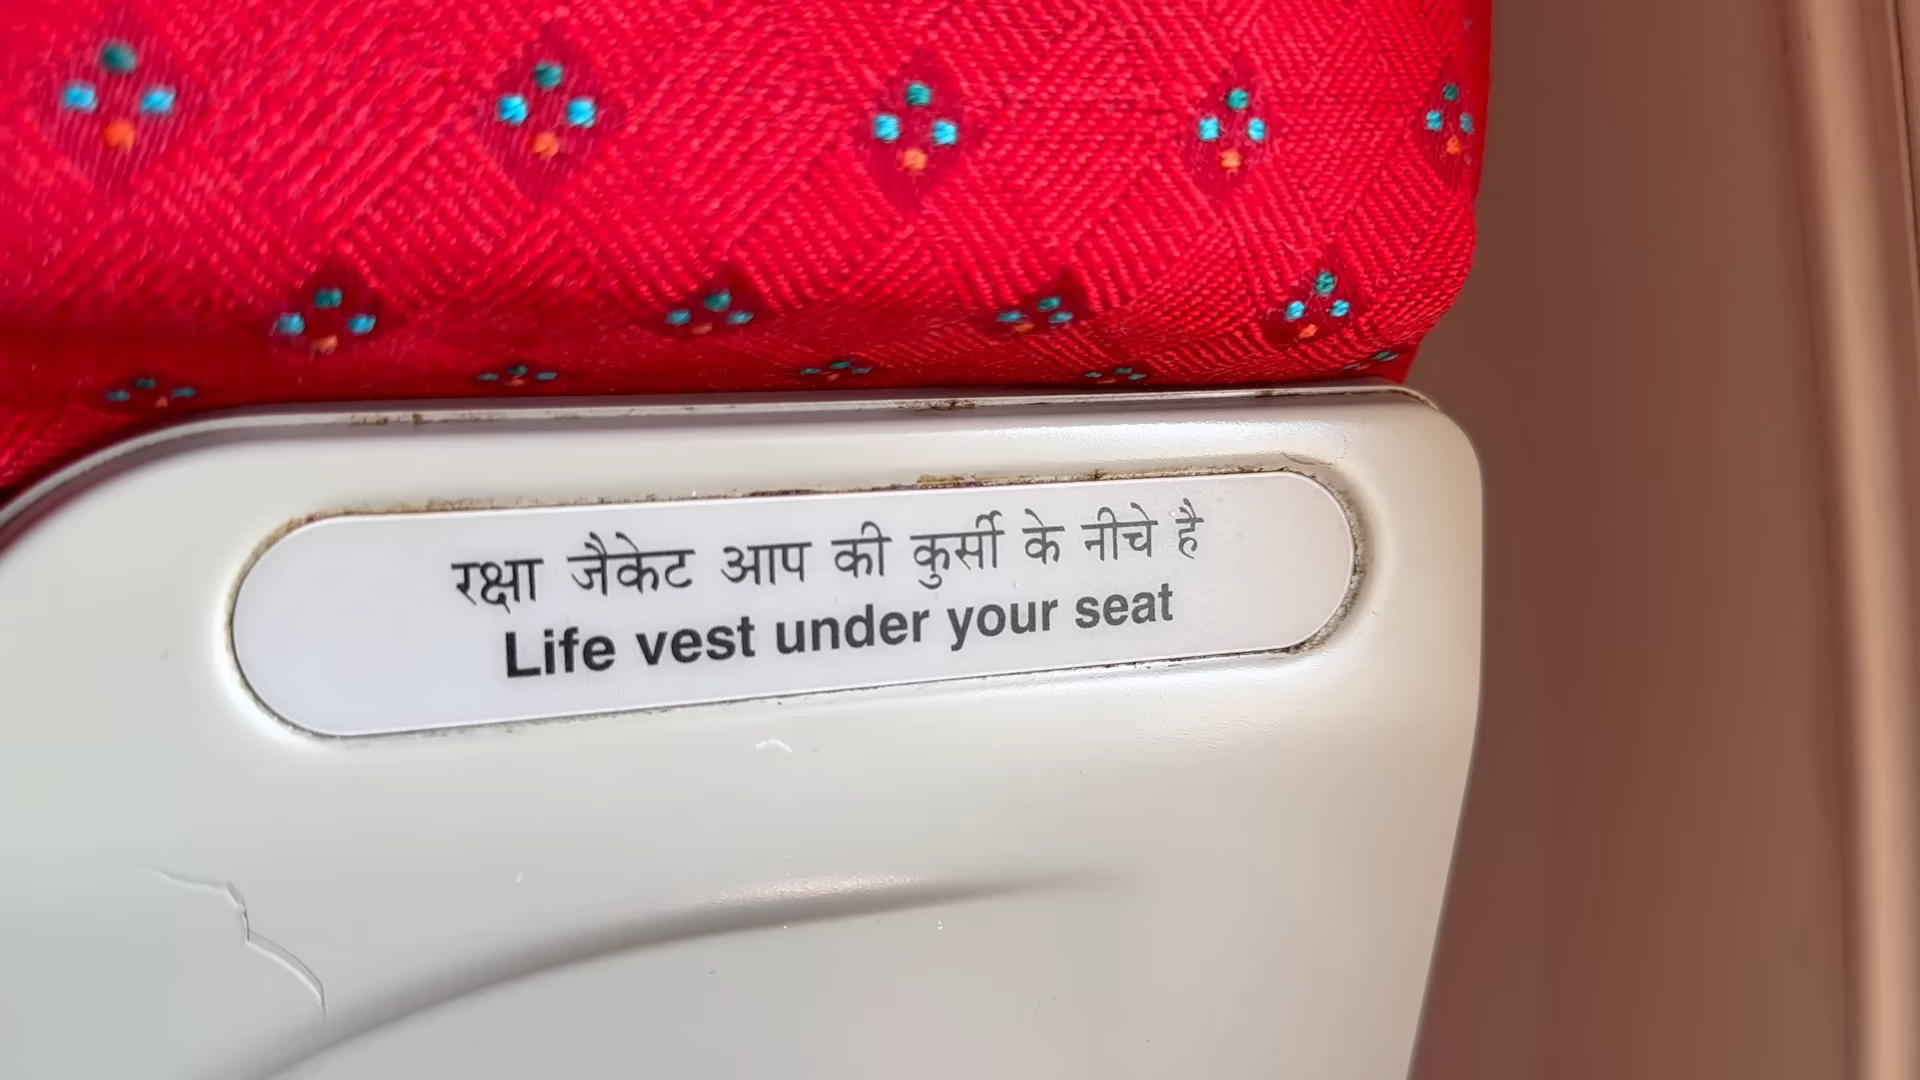 रक्षा जैकेट आप की कुर्सी के नीचे है
Life vest under your seat